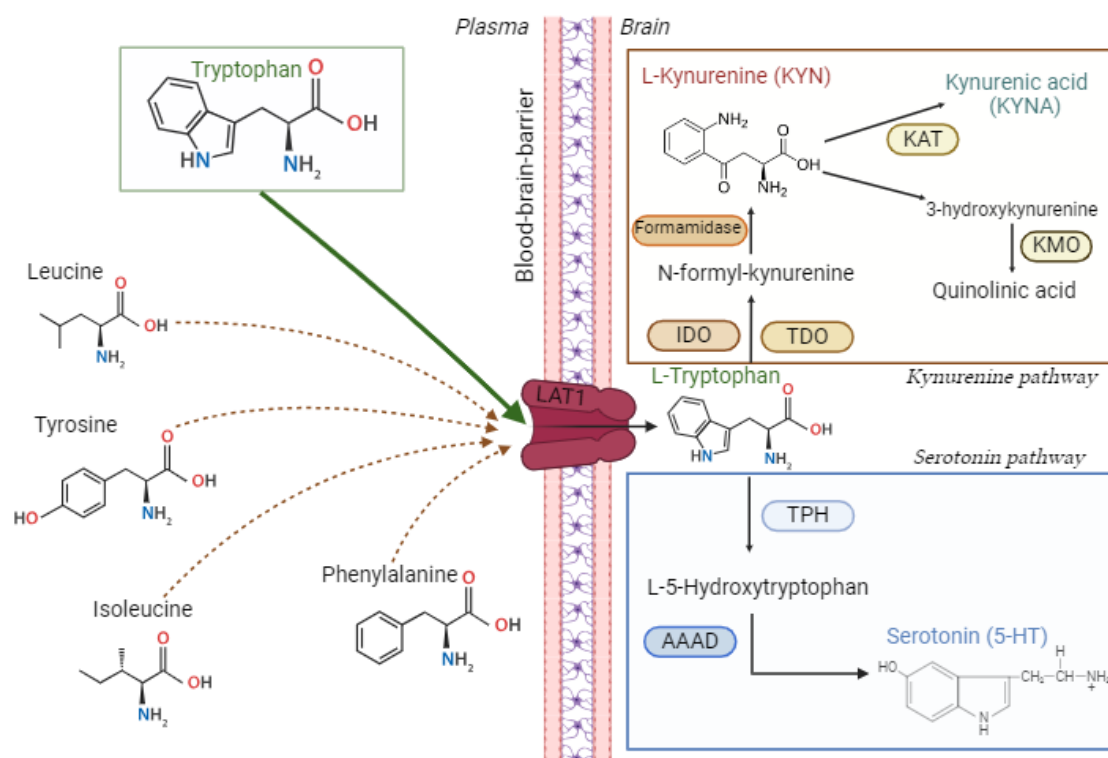 Plasma
Brain
Blood-brain-barrier
Tryptophan
O
OH
HN
NH2
Leucine
O
OH
NH2
Tyrosine
O
OH
HO
NH2
Isoleucine
O
OH
NH2
Phenylalanine
O
OH
NH2
LAT1
L-Kynurenine (KYN)
NH2
O
OH
O
NH2
Kynurenic acid
(KYNA)
KAT
3-hydroxykynurenine
KMO
Quinolinic acid
Formamidase
N-formyl-kynurenine
IDO
TDO
Kynurenine pathway
L-Tryptophan
O
OH
HN
NH2
Serotonin pathway
TPH
L-5-Hydroxytryptophan
AAAD
Serotonin (5-HT)
H
HO
CH2-CH-NH3
+
N
H